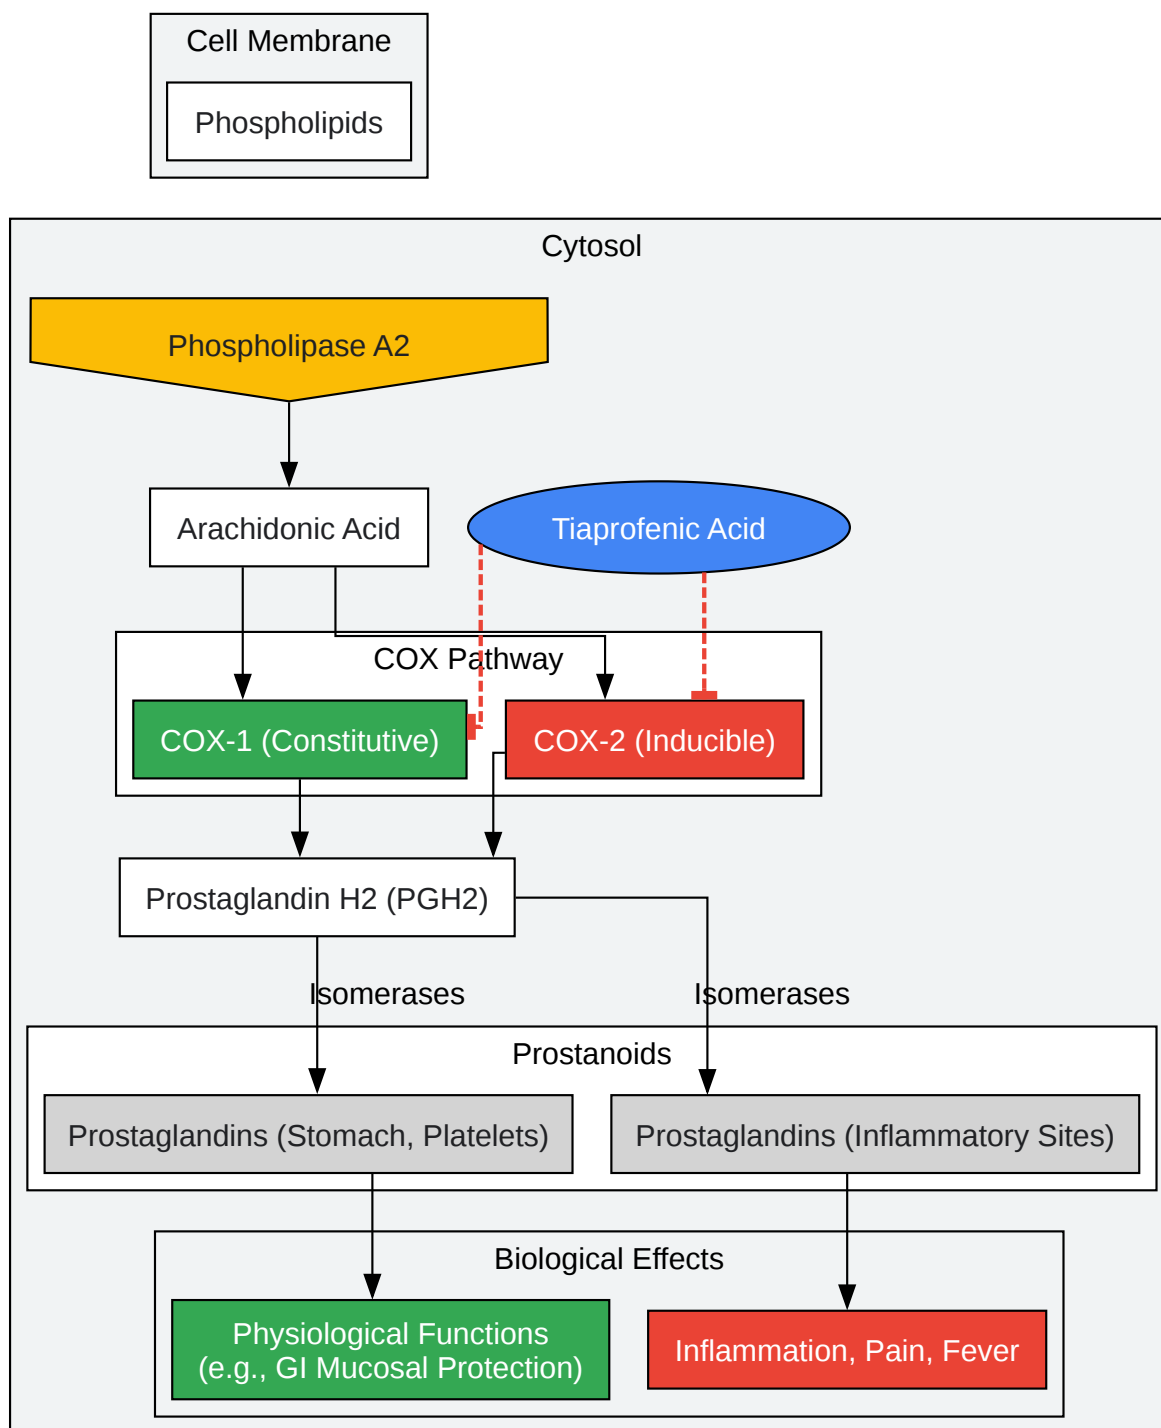 Cell Membrane
Phospholipids
Cytosol
Phospholipase A2
Arachidonic Acid
Tiaprofenic Acid
COX Pathway
COX-1 (Constitutive)
COX-2 (Inducible)
Prostaglandin H2 (PGH2)
Isomerases
Isomerases
Prostanoids
Prostaglandins (Stomach, Platelets)
Prostaglandins (Inflammatory Sites)
Biological Effects
Physiological Functions
(e.g., GI Mucosal Protection)
Inflammation, Pain, Fever